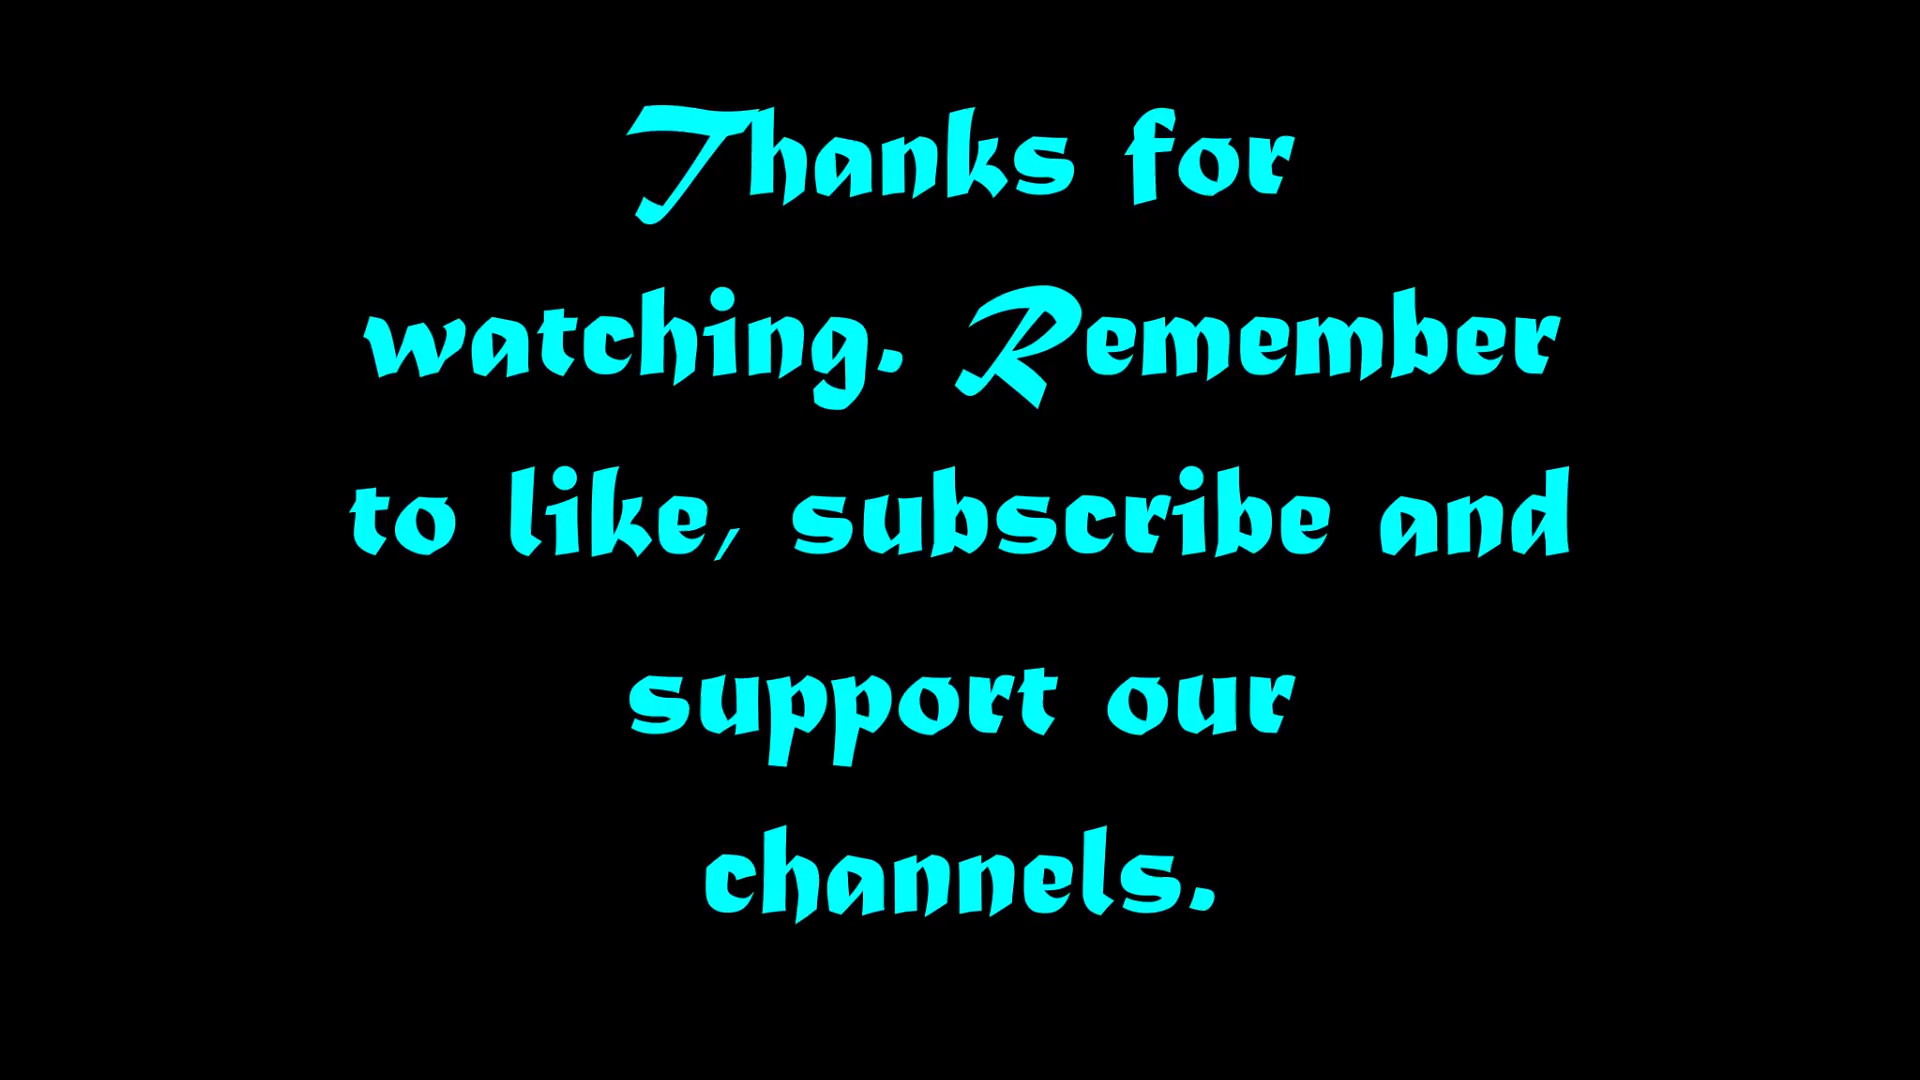 Thanks for
watching. Remember
to like, subscribe and
support our
channels.